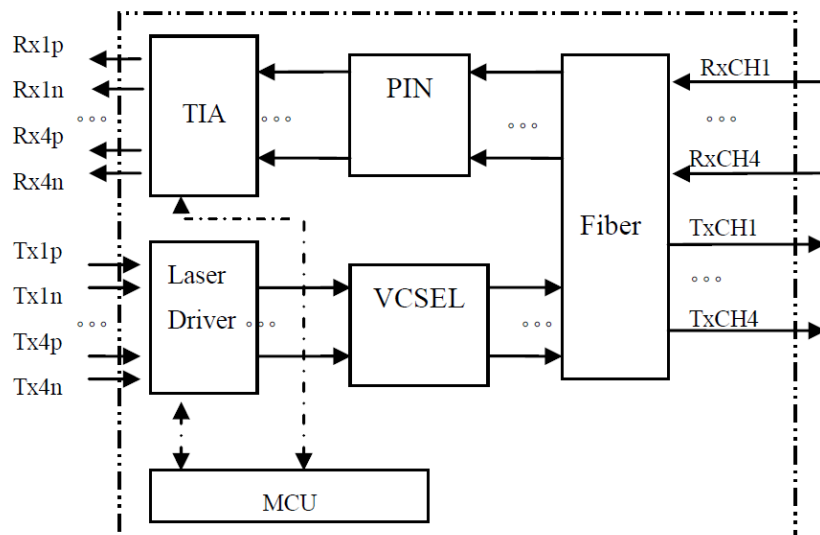 Rx1p
Rx1n
Rx4p
Rx4n
TIA
PIN
RxCH1
RxCH4
Fiber
TxCH1
TxCH4
Tx1p
Tx1n
Tx4p
Tx4n
Laser
Driver
VCSEL
MCU